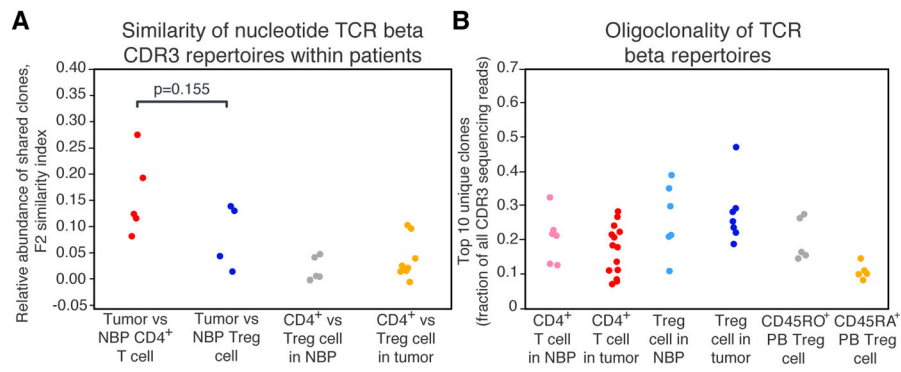 A
Similarity of nucleotide TCR beta
CDR3 repertoires within patients
Relative abundance of shared clones,
F2 similarity index
0.40
0.35
0.30
0.25
0.20
0.15
0.10
0.05
0.00
-0.05
p=0.155
Tumor vs
NBP CD4+
T cell
Tumor vs
NBP Treg
cell
CD4+ vs
Treg cell
in NBP
CD4+ vs
Treg cell
in tumor
B
Oligoclonality of TCR
beta repertoires
Top 10 unique clones
(fraction of all CDR3 sequencing reads)
0.7
0.6
0.5
0.4
0.3
0.2
0.1
0
CD4+
T cell
in NBP
CD4+
T cell
in tumor
Treg
cell in
NBP
Treg
cell in
tumor
CD45RO+
PB Treg
cell
CD45RA+
PB Treg
cell